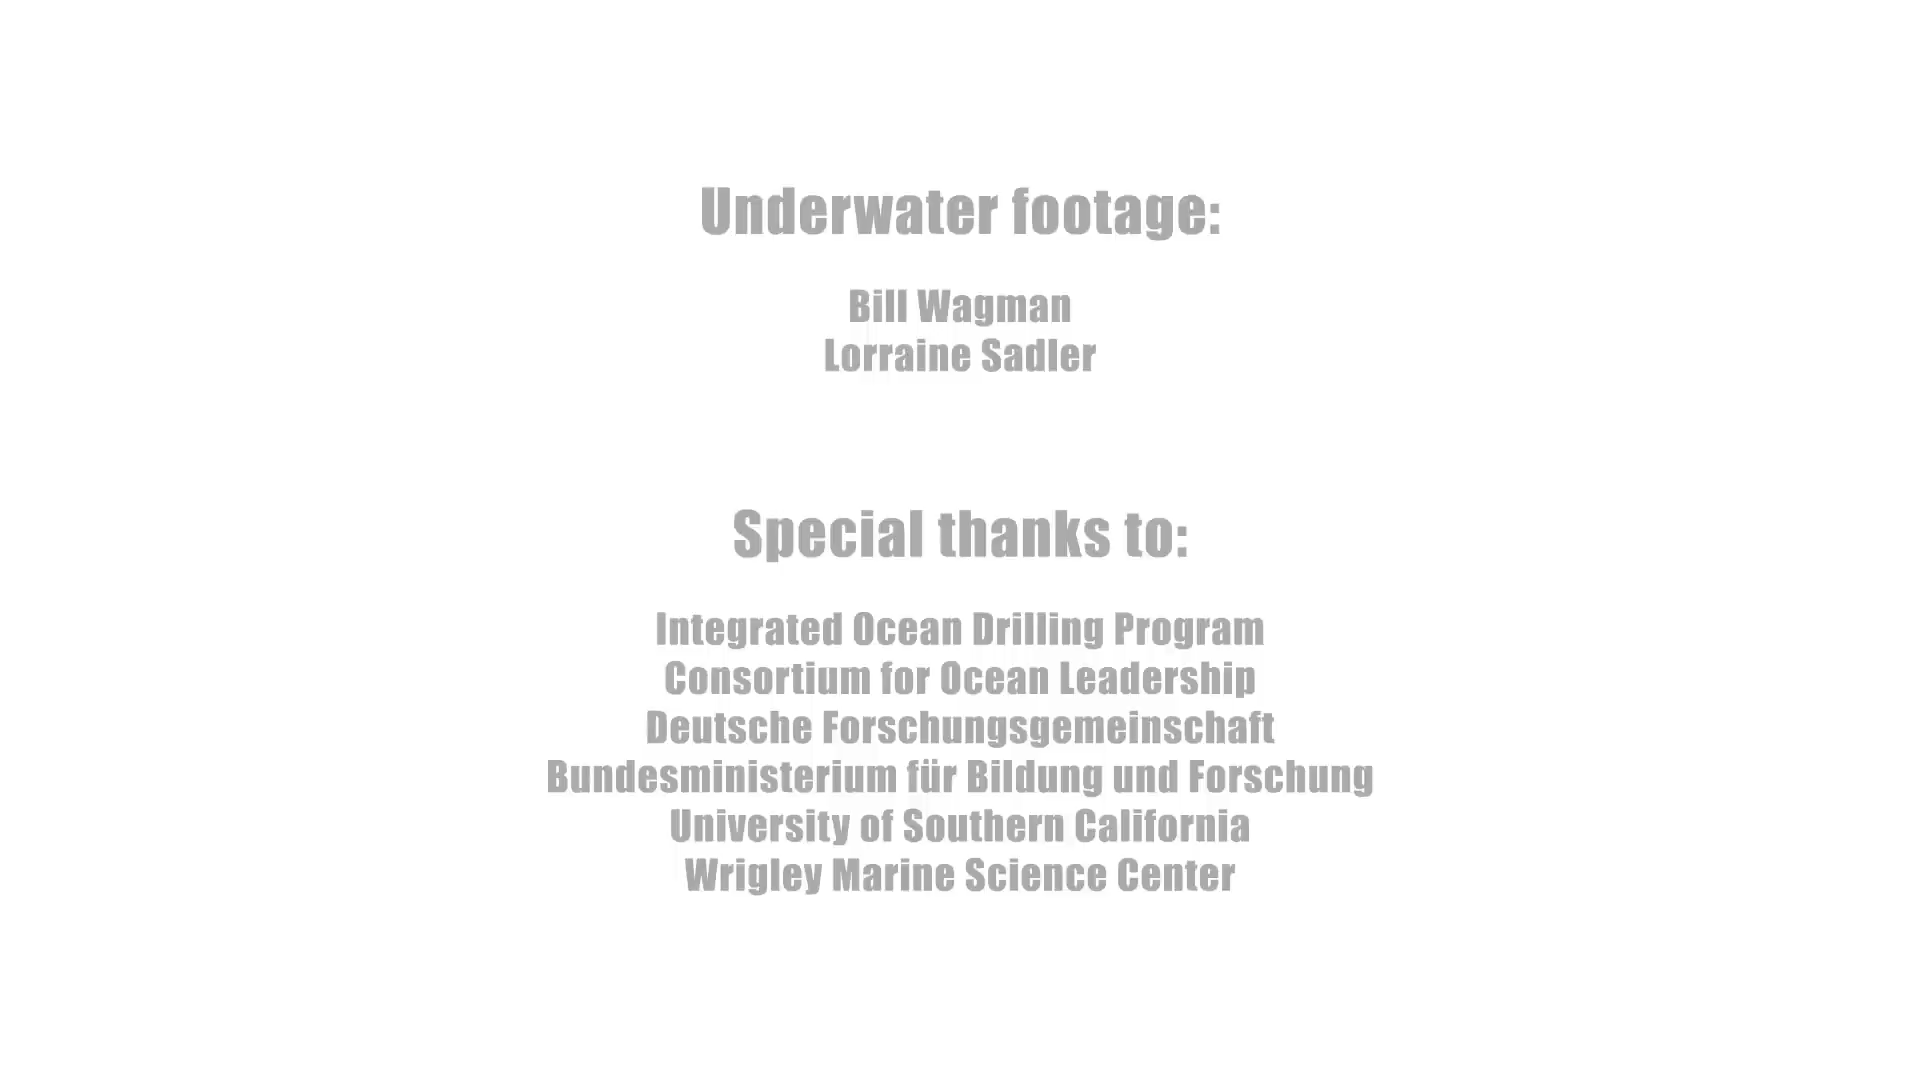 Underwater footage:
Bill Wagman
Lorraine Sadler
Special thanks to:
Integrated Ocean Drilling Program
Consortium for Ocean Leadership
Deutsche Forschungsgemeinschaft
Bundesministerium für Bildung und Forschung
University of Southern California
Wrigley Marine Science Center